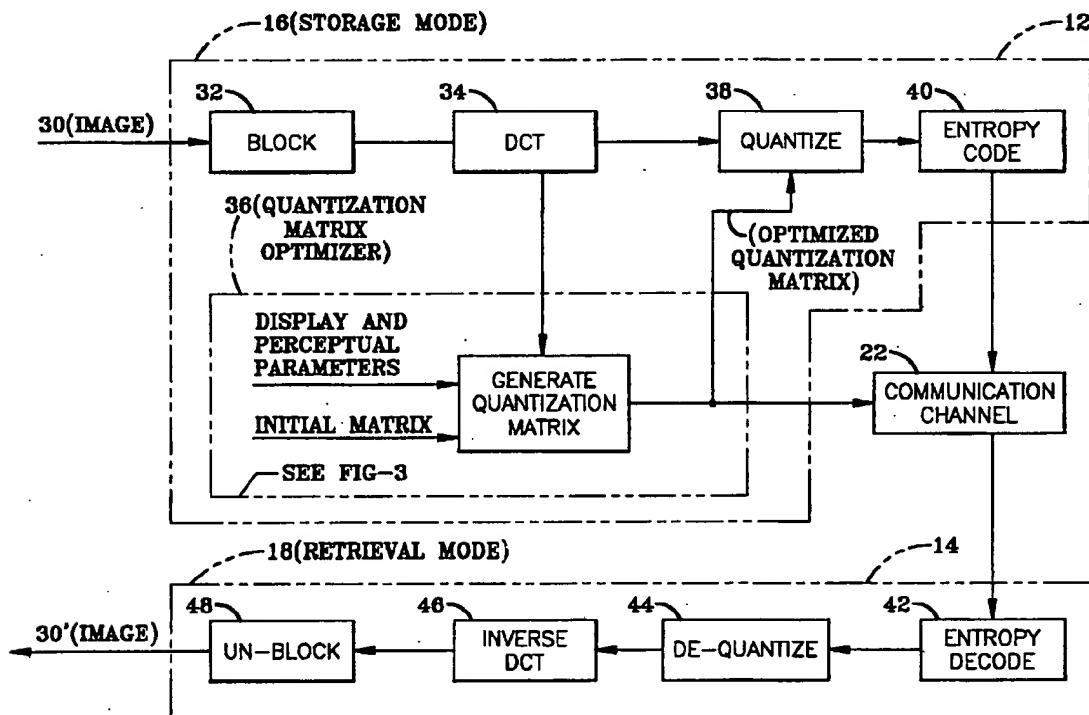 16(STORAGE MODE)
12
30(IMAGE)
32
BLOCK
34
DCT
38
QUANTIZE
40
ENTROPY
CODE
36(QUANTIZATION
MATRIX
OPTIMIZER)
(OPTIMIZED
QUANTIZATION
MATRIX)
DISPLAY AND
PERCEPTUAL
PARAMETERS
INITIAL MATRIX
GENERATE
QUANTIZATION
MATRIX
22
COMMUNICATION
CHANNEL
SEE FIG-3
18(RETRIEVAL MODE)
14
30'(IMAGE)
48
UN-BLOCK
46
INVERSE
DCT
44
DE-QUANTIZE
42
ENTROPY
DECODE